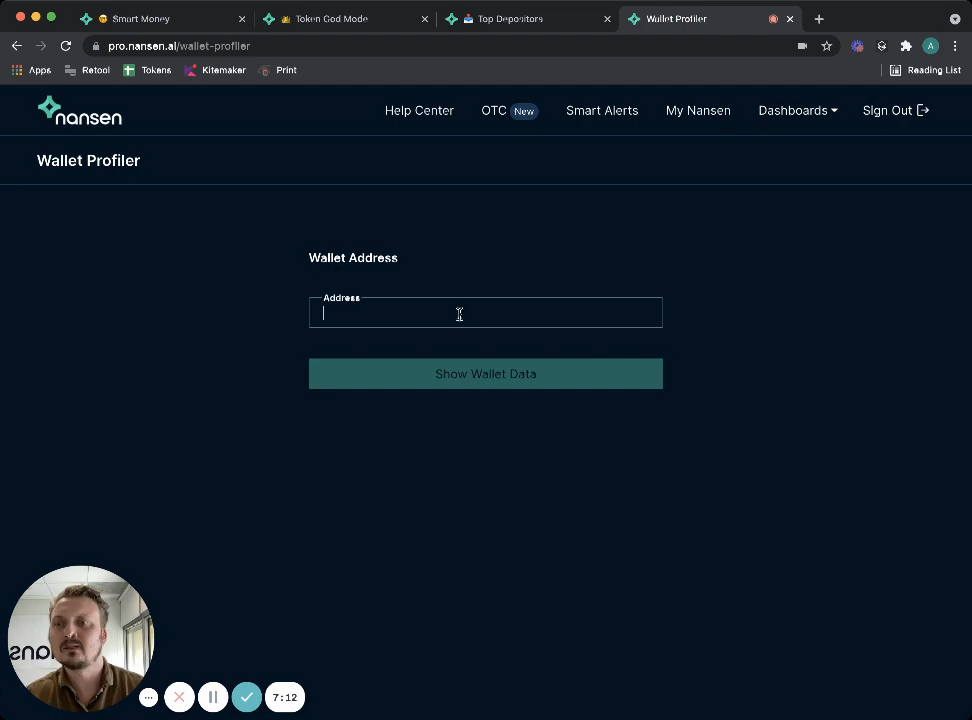 Smart Money
Token God Mode
Top Depositors
Wallet Profiler
pro.nansen.ai/wallet-profiler
A
Apps
Retool
Tokens
Kitemaker
Print
Reading List
nansen
Help Center
OTC New
Smart Alerts
My Nansen
Dashboards
Sign Out
Wallet Profiler
Wallet Address
Address
Show Wallet Data
7:12